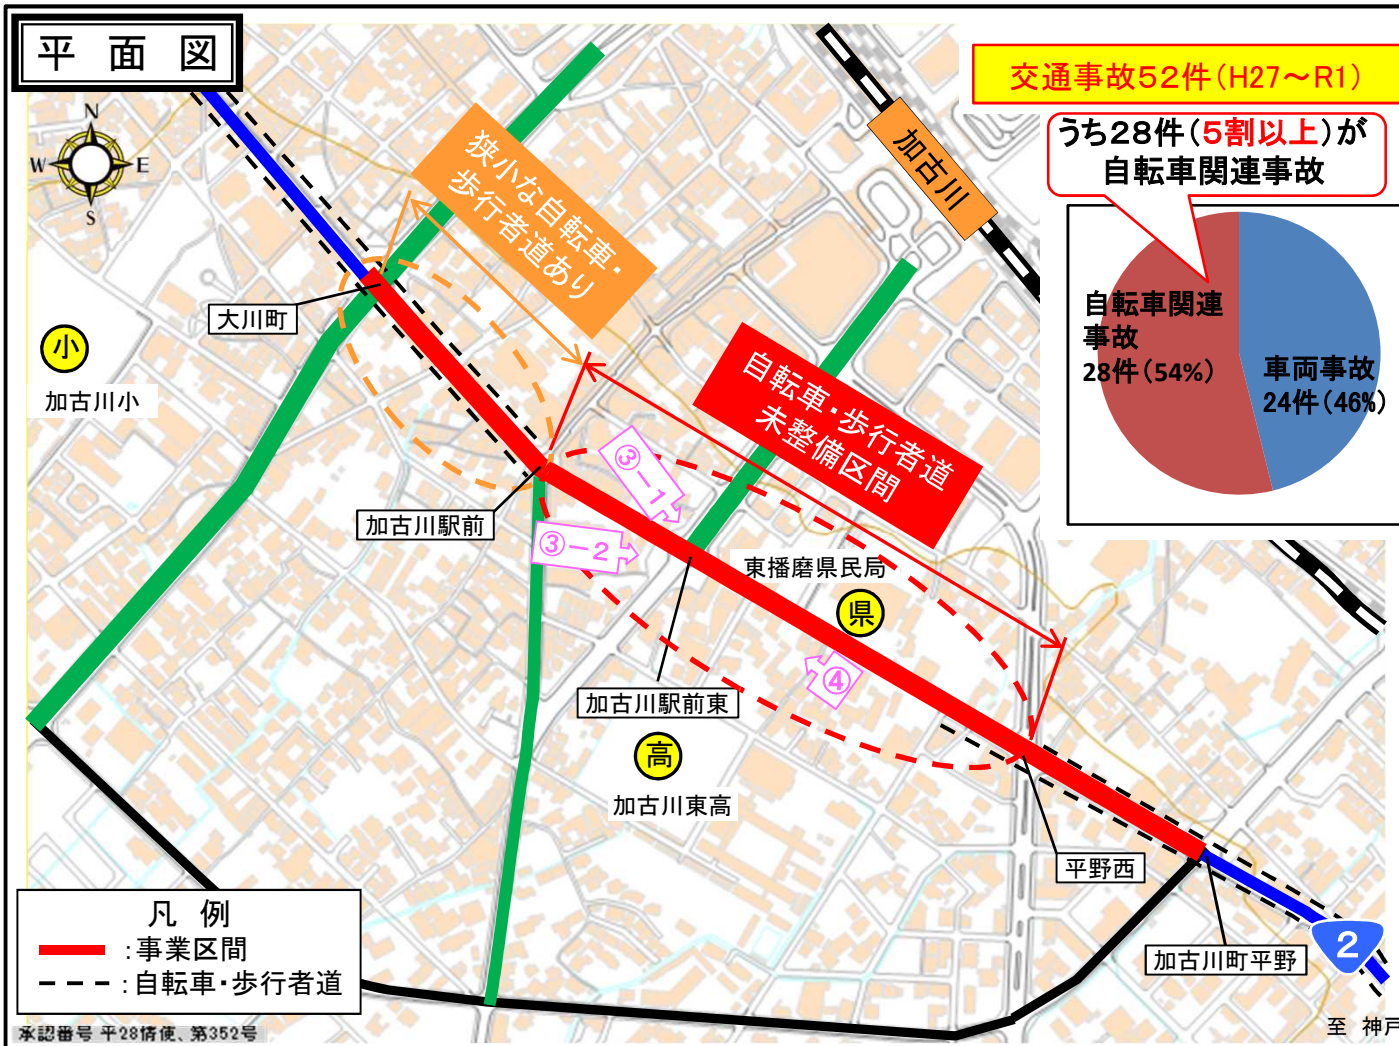 平面図
N
W
E
S
交通事故52件(H27～R1)
うち28件(5割以上)が
自転車関連事故
自転車関連
事故
28件(54%)
車両事故
24件(46%)
加古川
狭小な自転車・
歩行者道あり
大川町
小
加古川小
自転車・歩行者道
未整備区間
③－1
加古川駅前
③－2
東播磨県民局
県
④
加古川駅前東
高
加古川東高
平野西
加古川町平野
2
至 神戸
凡 例
:事業区間
:自転車・歩行者道
承認番号 平28情使、第352号